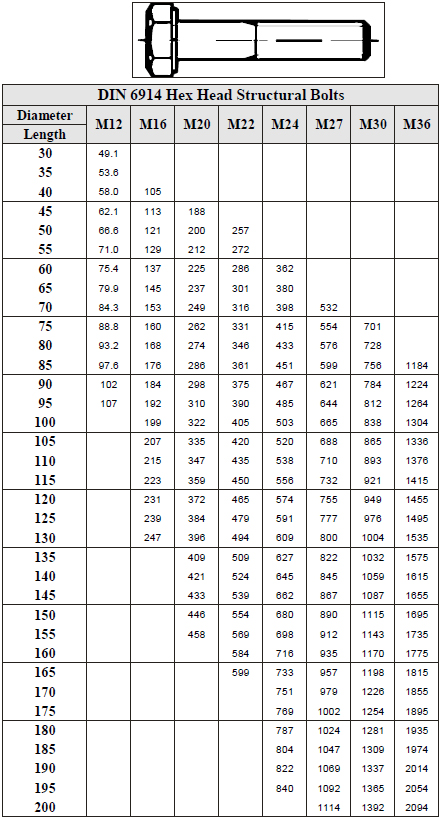 DIN 6914 Hex Head Structural Bolts
Diameter M12 M16 M20 M22 M24 M27 M30 M36
Length
30 49.1
35 53.6
40 58.0 105
45 62.1 113 188
50 66.6 121 200 257
55 71.0 129 212 272
60 75.4 137 225 286 362
65 79.9 145 237 301 380
70 84.3 153 249 316 398 532
75 88.8 160 262 331 415 554 701
80 93.2 168 274 346 433 576 728
85 97.6 176 286 361 451 599 756 1184
90 102 184 298 375 467 621 784 1224
95 107 192 310 390 485 644 812 1264
100 199 322 405 503 665 838 1304
105 207 335 420 520 688 865 1336
110 215 347 435 538 710 893 1376
115 223 359 450 556 732 921 1415
120 231 372 465 574 755 949 1455
125 239 384 479 591 777 976 1495
130 247 396 494 609 800 1004 1535
135 409 509 627 822 1032 1575
140 421 524 645 845 1059 1615
145 433 539 662 867 1087 1655
150 446 554 680 890 1115 1695
155 458 569 698 912 1143 1735
160 584 716 935 1170 1775
165 599 733 957 1198 1815
170 751 979 1226 1855
175 769 1002 1254 1895
180 787 1024 1281 1935
185 804 1047 1309 1974
190 822 1069 1337 2014
195 840 1092 1365 2054
200 1114 1392 2094